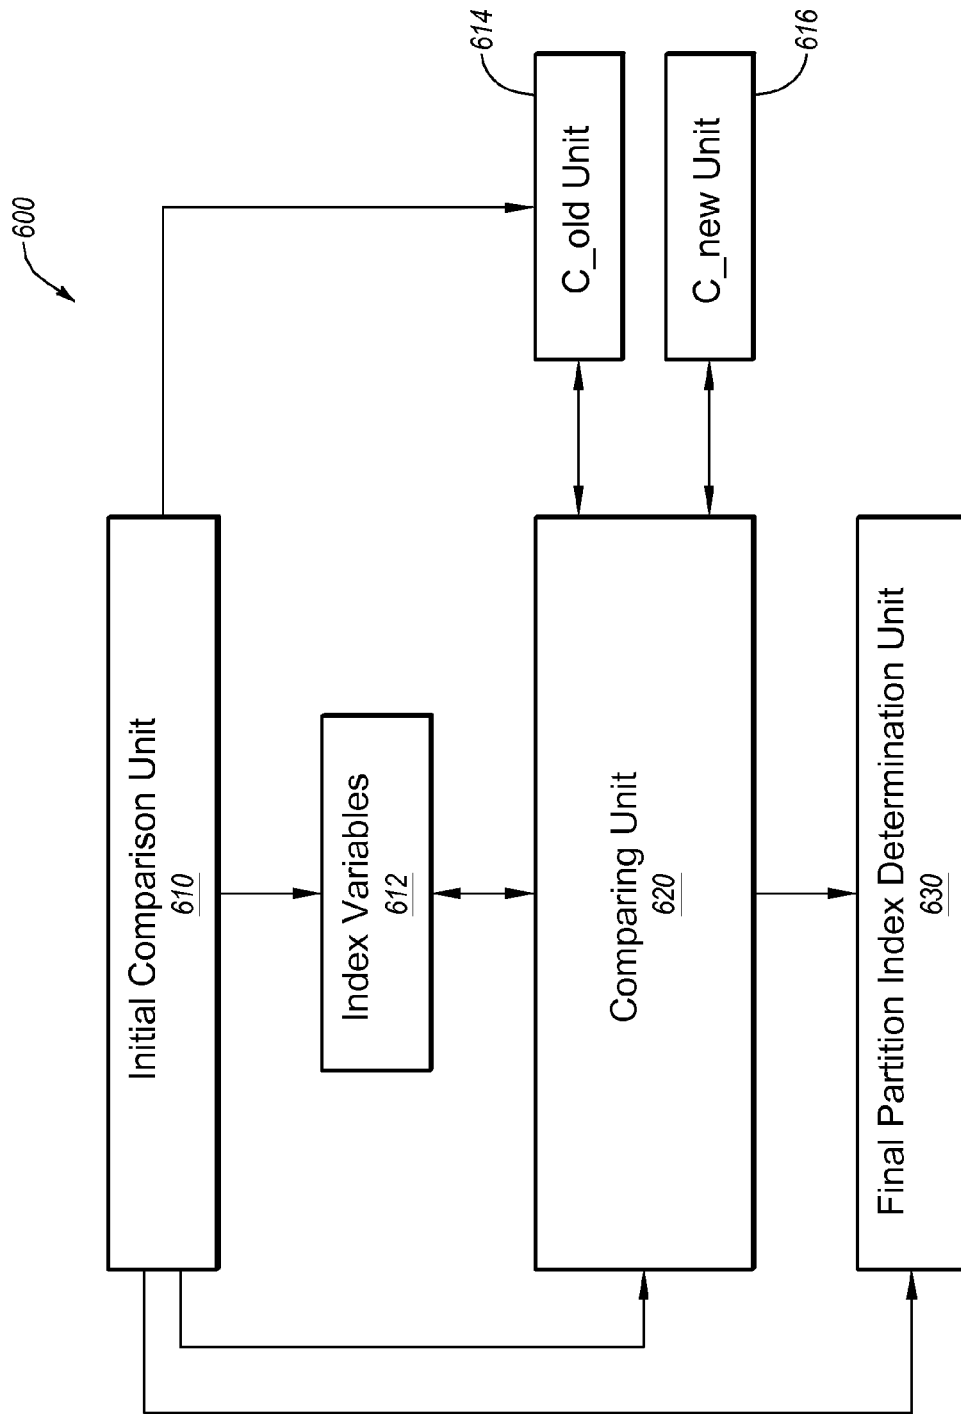 600
Initial Comparison Unit
610
Index Variables
612
C_old Unit
614
C_new Unit
616
Comparing Unit
620
Final Partition Index Determination Unit
630